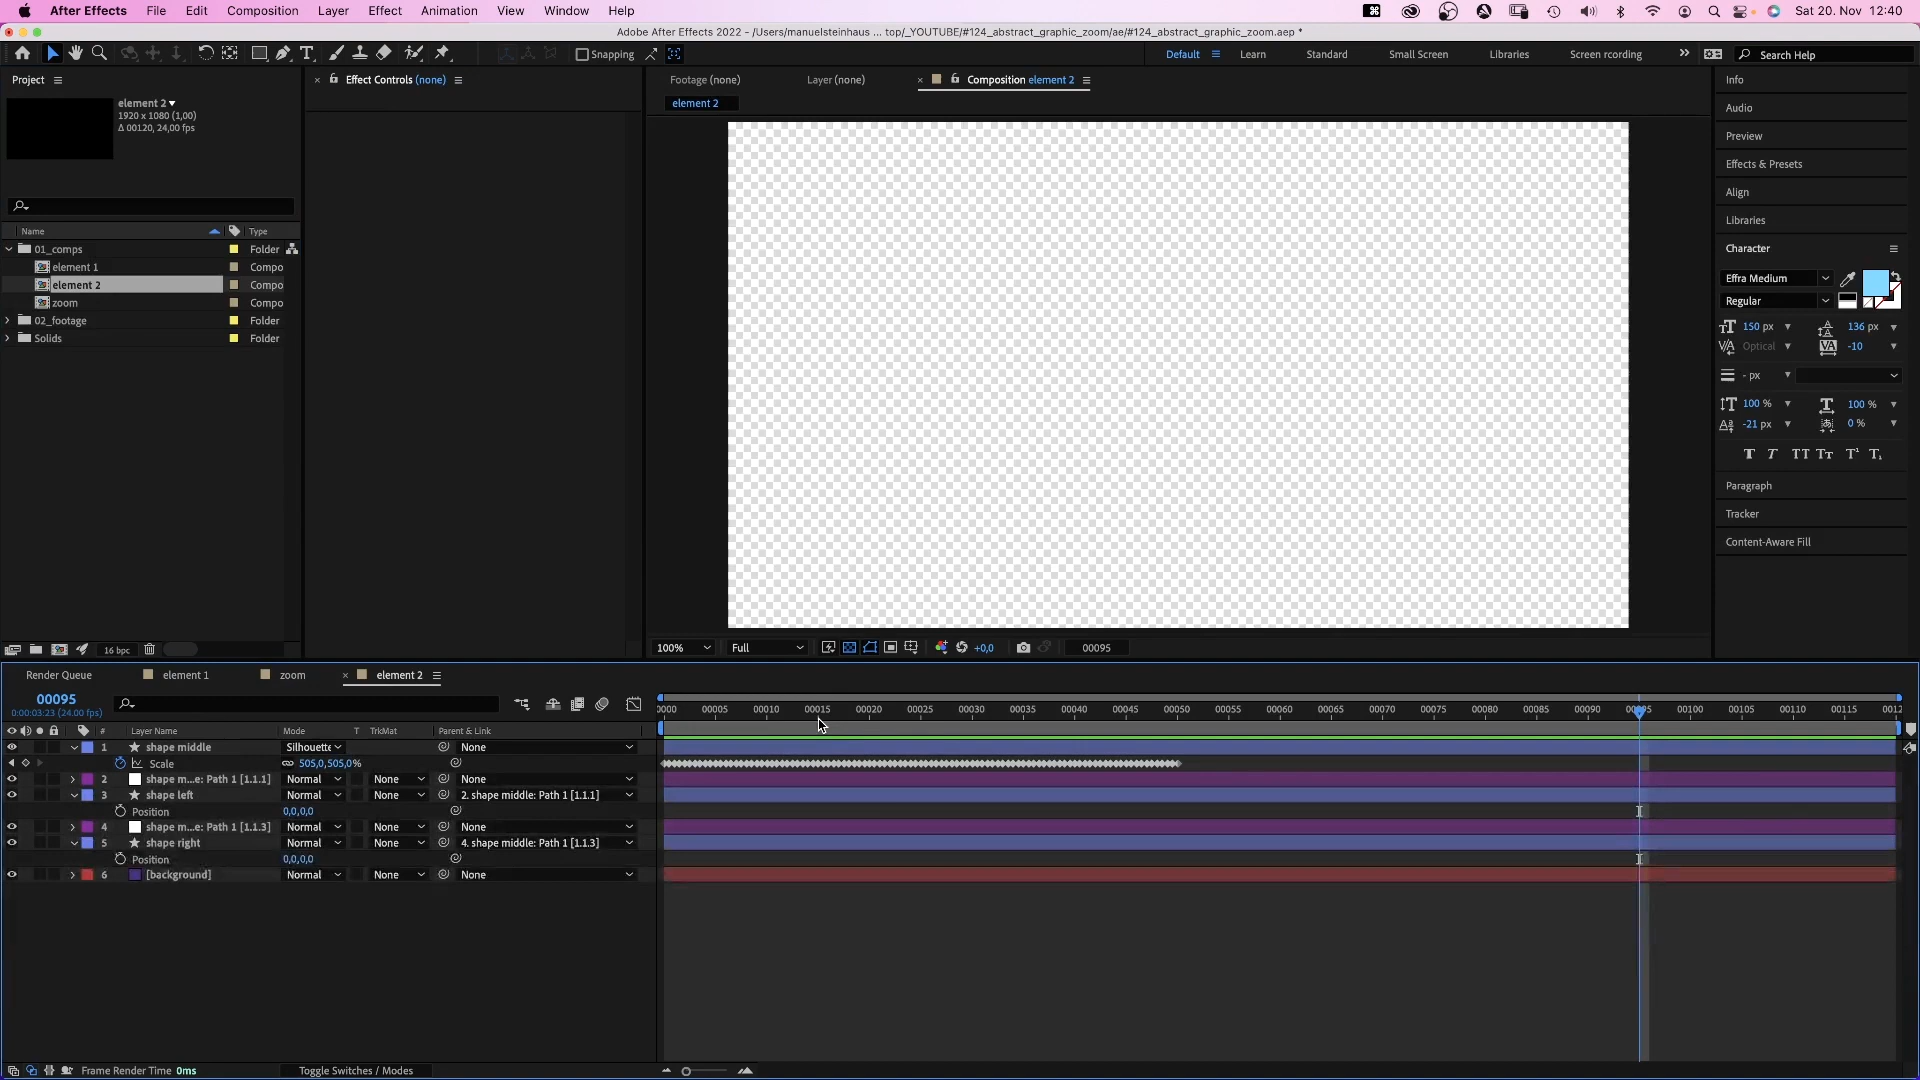 After Effects File Edit Composition Layer Effect Animation View Window Help Sat 20. Nov 12:40
Adobe After Effects 2022 - /Users/manuelsteinhaus ... top/_YOUTUBE/#124_abstract_graphic_zoom/ae/#124_abstract_graphic_zoom.aep *
Snapping Default Learn Standard Small Screen Libraries Screen rcording Search Help
Project Effect Controls (none) Footage (none) Layer (none) Composition element 2 Info
element 2
element 2
1920 x 1080 (1,00)
Δ 00120, 24,00 fps
Audio
Preview
Effects & Presets
Align
Libraries
Name Type
01_comps Folder
element 1 Compo
element 2 Compo
zoom Compo
02_footage Folder
Solids Folder
Character
Effra Medium
Regular
150 px 136 px
Optical -10
- px
100 % 100 %
-21 px 0 %
T T TT Tr T¹ T₁
Paragraph
Tracker
Content-Aware Fill
16 bpc 100% Full +0,0 00095
Render Queue element 1 zoom element 2
00095
0:00:03:23 (24.00 fps)
0000 00005 00010 00015 00020 00025 00030 00035 00040 00045 00050 00055 00060 00065 00070 00075 00080 00085 00090 00095 00100 00105 00110 00115 0012
# Layer Name Mode T TrkMat Parent & Link
1 shape middle Silhouette None
Scale 505,0,505,0%
2 shape m...e: Path 1 [1.1.1] Normal None None
3 shape left Normal None 2. shape middle: Path 1 [1.1.1]
Position 0,0,0,0
4 shape m...e: Path 1 [1.1.3] Normal None None
5 shape right Normal None 4. shape middle: Path 1 [1.1.3]
Position 0,0,0,0
6 [background] Normal None None
Frame Render Time 0ms Toggle Switches / Modes